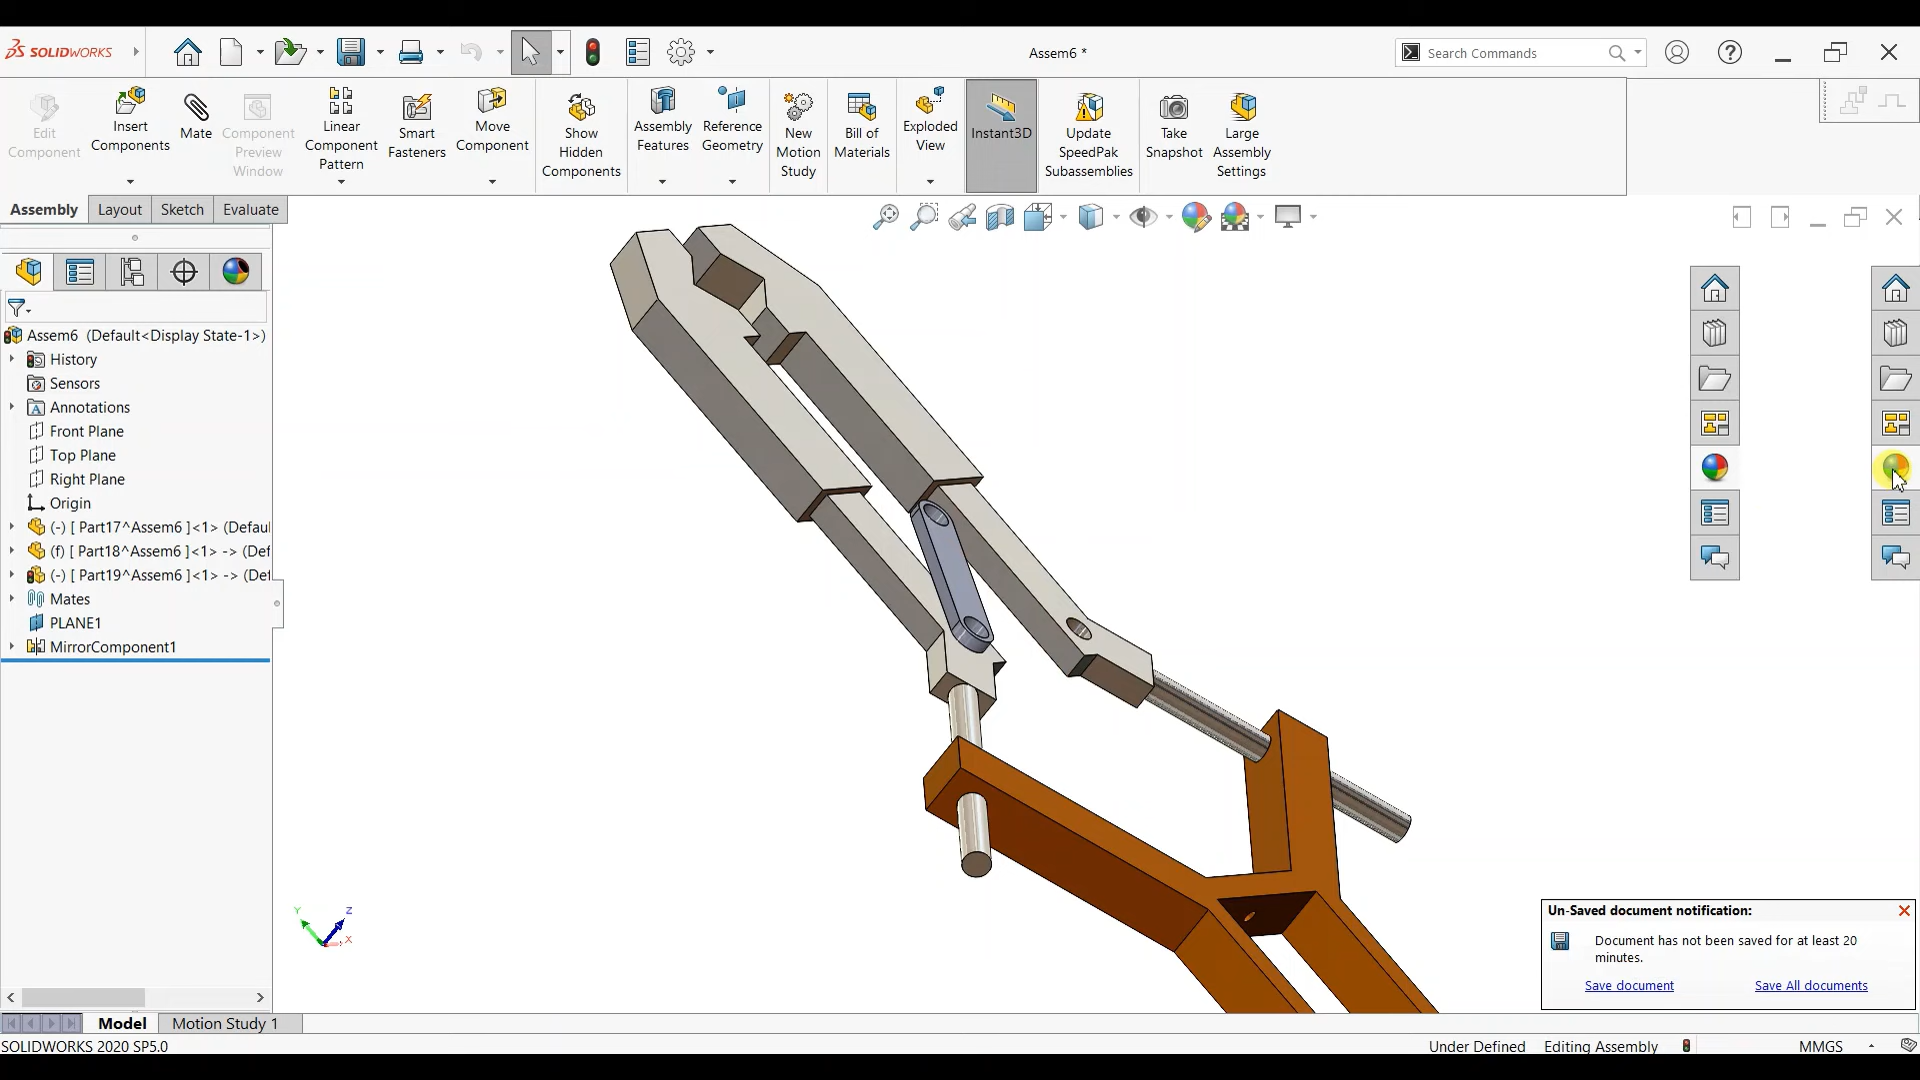 SOLIDWORKS
Assem6 *
Search Commands
Edit
Component
Insert
Components
Mate
Component
Preview
Window
Linear
Component
Pattern
Smart
Fasteners
Move
Component
Show
Hidden
Components
Assembly
Features
Reference
Geometry
New
Motion
Study
Bill of
Materials
Exploded
View
Instant3D
Update
SpeedPak
Subassemblies
Take
Snapshot
Large
Assembly
Settings
Assembly
Layout
Sketch
Evaluate
Assem6 (Default<Display State-1>)
History
Sensors
Annotations
Front Plane
Top Plane
Right Plane
Origin
(-) [ Part17^Assem6 ]<1> (Defaul
(f) [ Part18^Assem6 ]<1> -> (Def
(-) [ Part19^Assem6 ]<1> -> (Def
Mates
PLANE1
MirrorComponent1
Y
Z
X
Un-Saved document notification:
Document has not been saved for at least 20
minutes.
Save document
Save All documents
Model
Motion Study 1
SOLIDWORKS 2020 SP5.0
Under Defined
Editing Assembly
MMGS